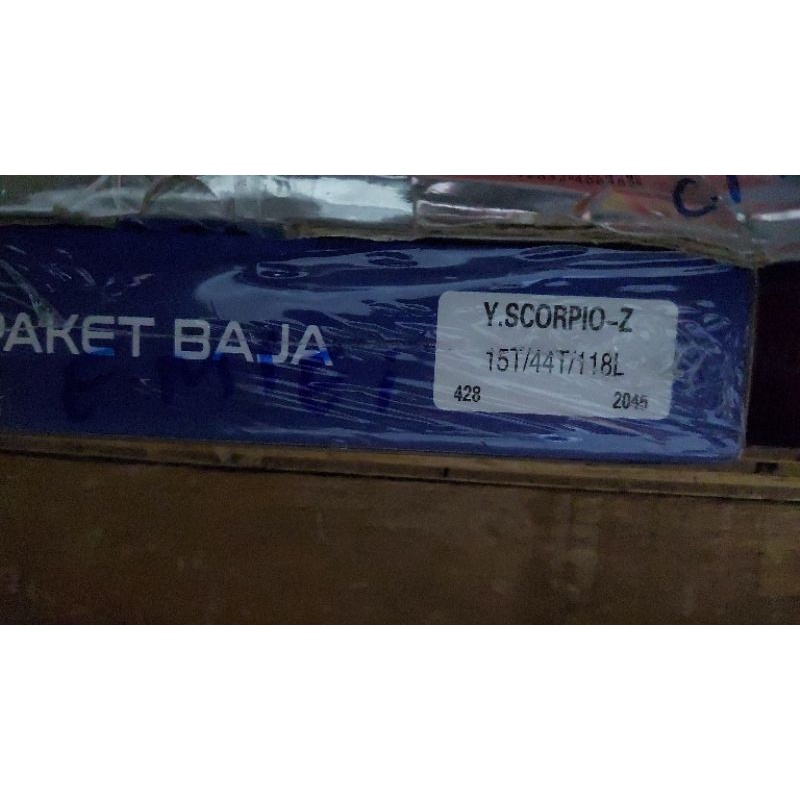 PAKET BAJA
Y.SCORPIO-Z
15T/44T/118L
428 2045